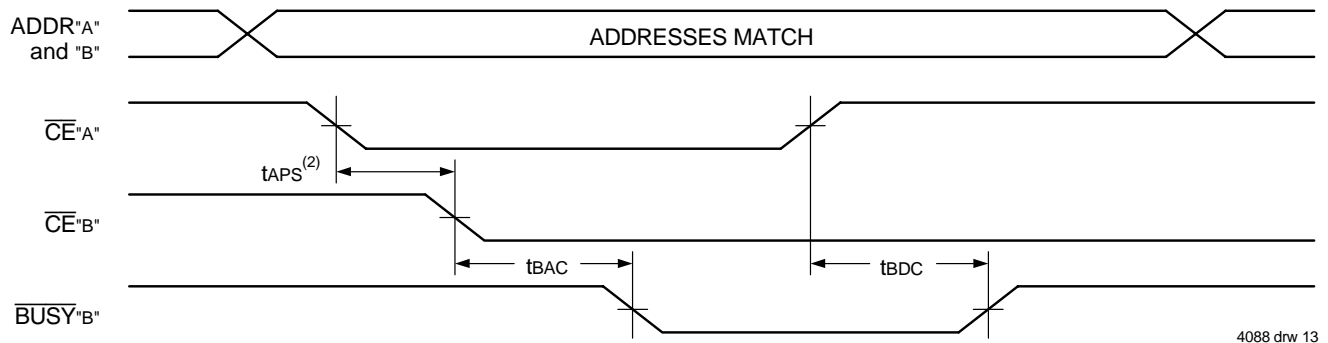 ADDR"A"
and "B"
ADDRESSES MATCH
CE"A"
tAPS(2)
CE"B"
tBAC
tBDC
BUSY"B"
4088 drw 13